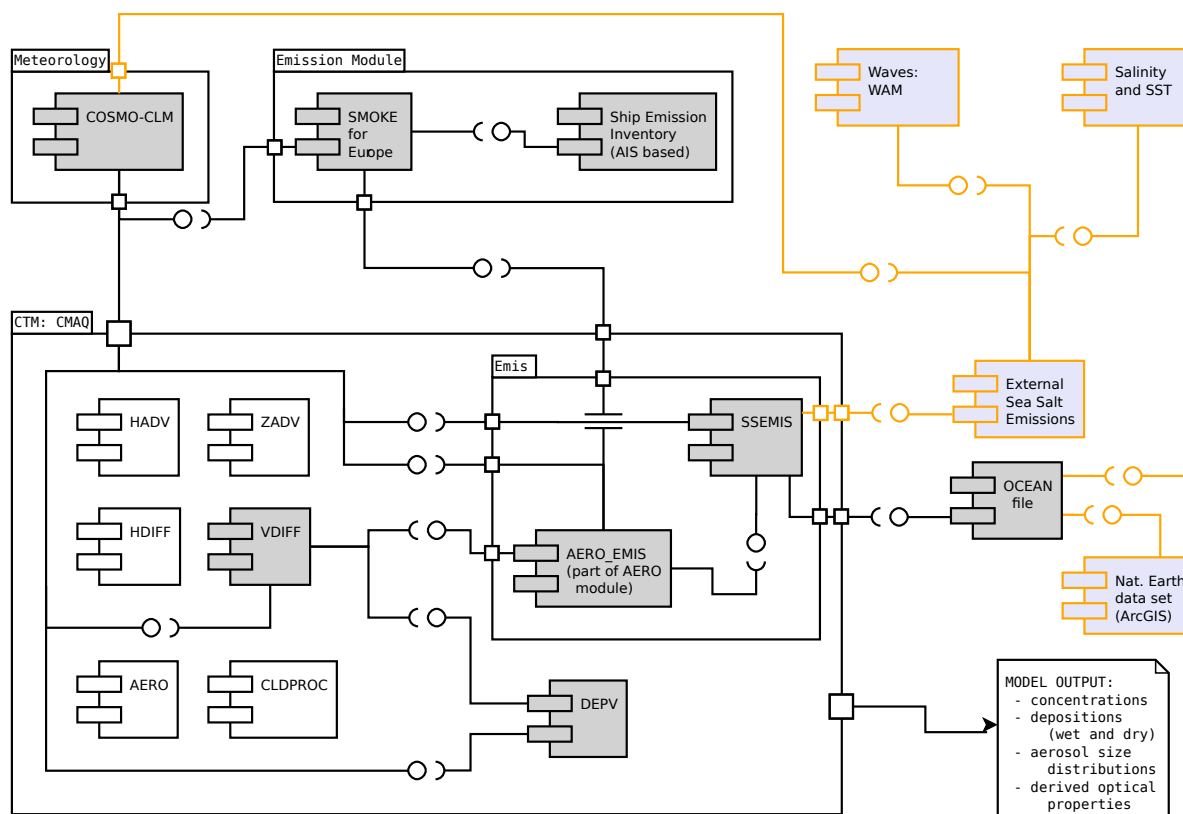 Meteorology
COSMO-CLM
Emission Module
SMOKE
for
Europe
Ship Emission
Inventory
(AIS based)
Waves:
WAM
Salinity
and SST
CTM: CMAQ
Emis
HADV
ZADV
HDIFF
VDIFF
AERO
CLDPROC
SSEMIS
AERO_EMIS
(part of AERO
module)
DEPV
External
Sea Salt
Emissions
OCEAN
file
Nat. Earth
data set
(ArcGIS)
MODEL OUTPUT:
- concentrations
- depositions
(wet and dry)
- aerosol size
distributions
- derived optical
properties